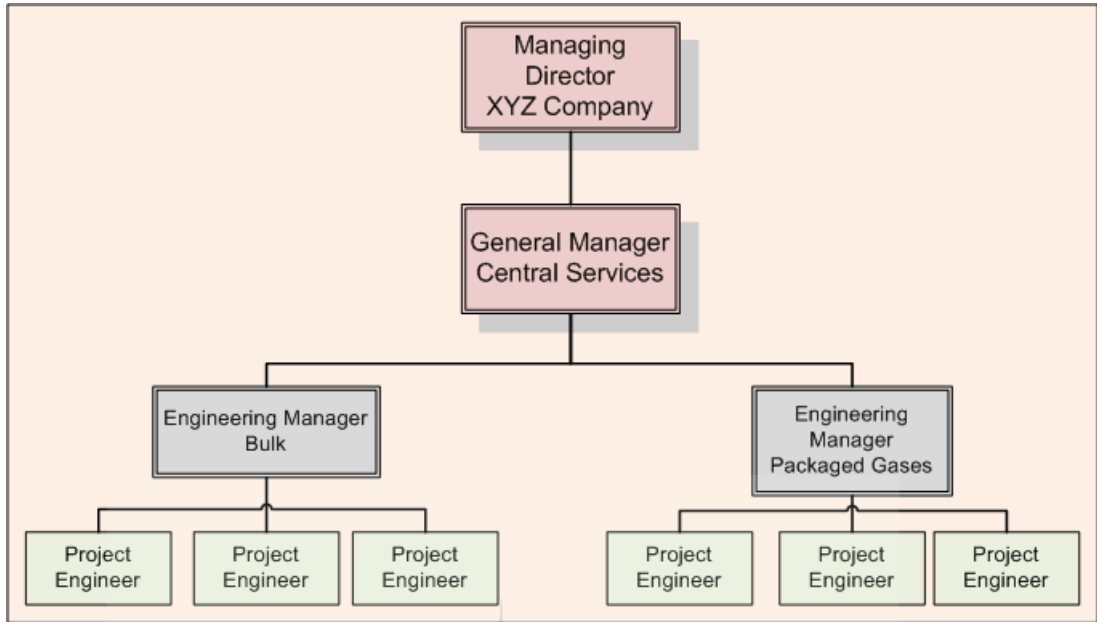 Managing
Director
XYZ Company
General Manager
Central Services
Engineering Manager
Bulk
Engineering
Manager
Packaged Gases
Project
Engineer
Project
Engineer
Project
Engineer
Project
Engineer
Project
Engineer
Project
Engineer